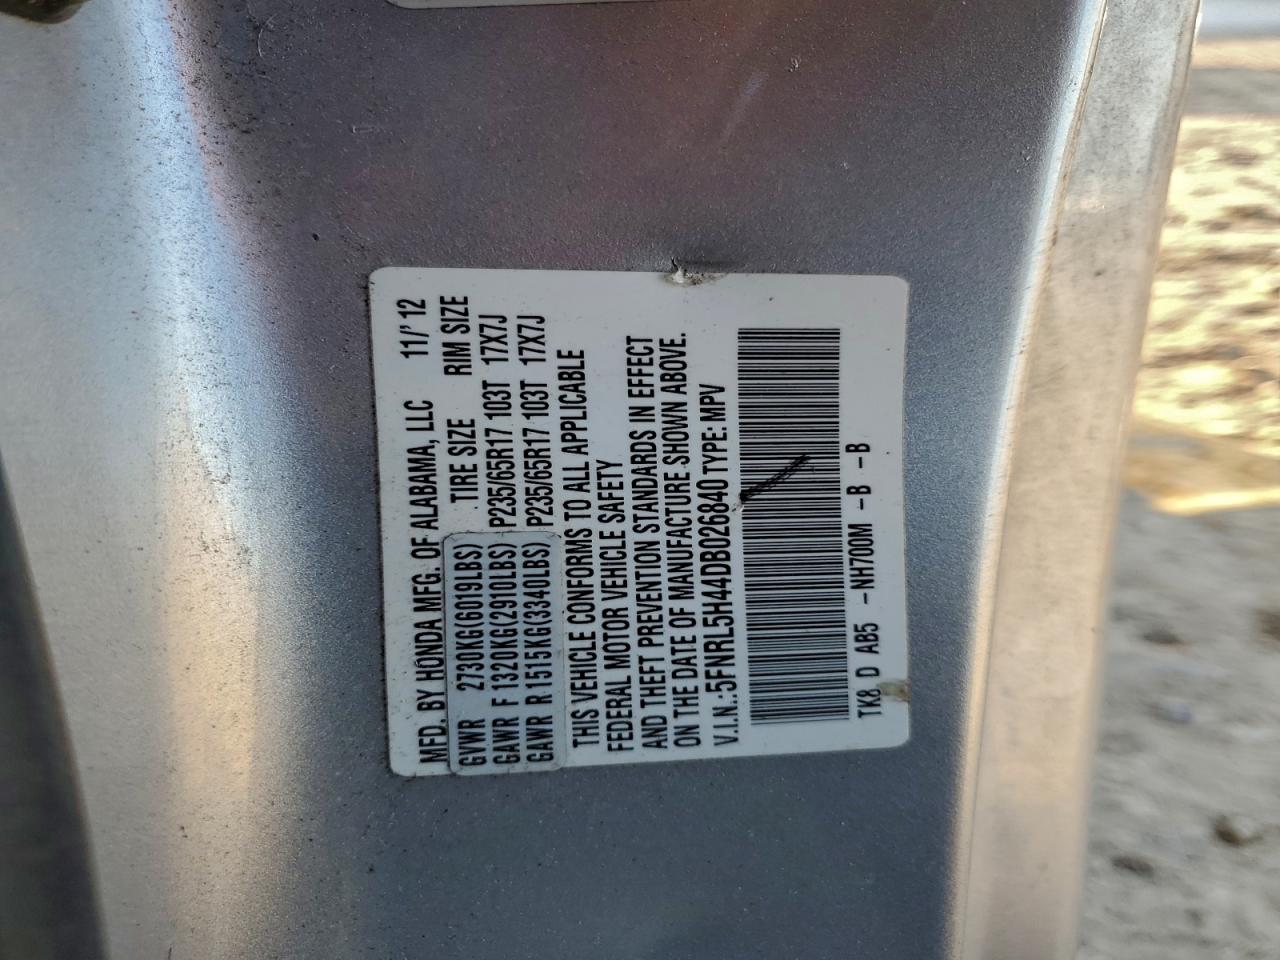 MFD. BY HONDA MFG. OF ALABAMA, LLC 11/'12
TIRE SIZE RIM SIZE
GVWR 2730KG(6019LBS)
GAWR F 1320KG(2910LBS) P235/65R17 103T 17X7J
GAWR R 1515KG(3340LBS) P235/65R17 103T 17X7J
THIS VEHICLE CONFORMS TO ALL APPLICABLE
FEDERAL MOTOR VEHICLE SAFETY
AND THEFT PREVENTION STANDARDS IN EFFECT
ON THE DATE OF MANUFACTURE SHOWN ABOVE.
V.I.N.:5FNRL5H44DB026840 TYPE: MPV
TK8 D AB5 -NH700M -B -B